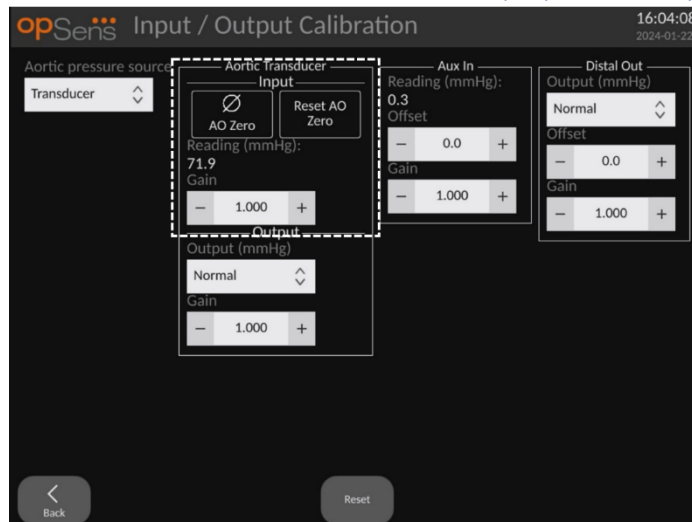 opSens Input / Output Calibration
16:04:08
2024-01-22
Aortic pressure source
Transducer
Aortic Transducer
Input
AO Zero
Reset AO
Zero
Reading (mmHg):
71.9
Gain
− 1.000 +
Output
Output (mmHg)
Normal
Gain
− 1.000 +
Aux In
Reading (mmHg):
0.3
Offset
− 0.0 +
Gain
− 1.000 +
Distal Out
Output (mmHg)
Normal
Offset
− 0.0 +
Gain
− 1.000 +
Back
Reset